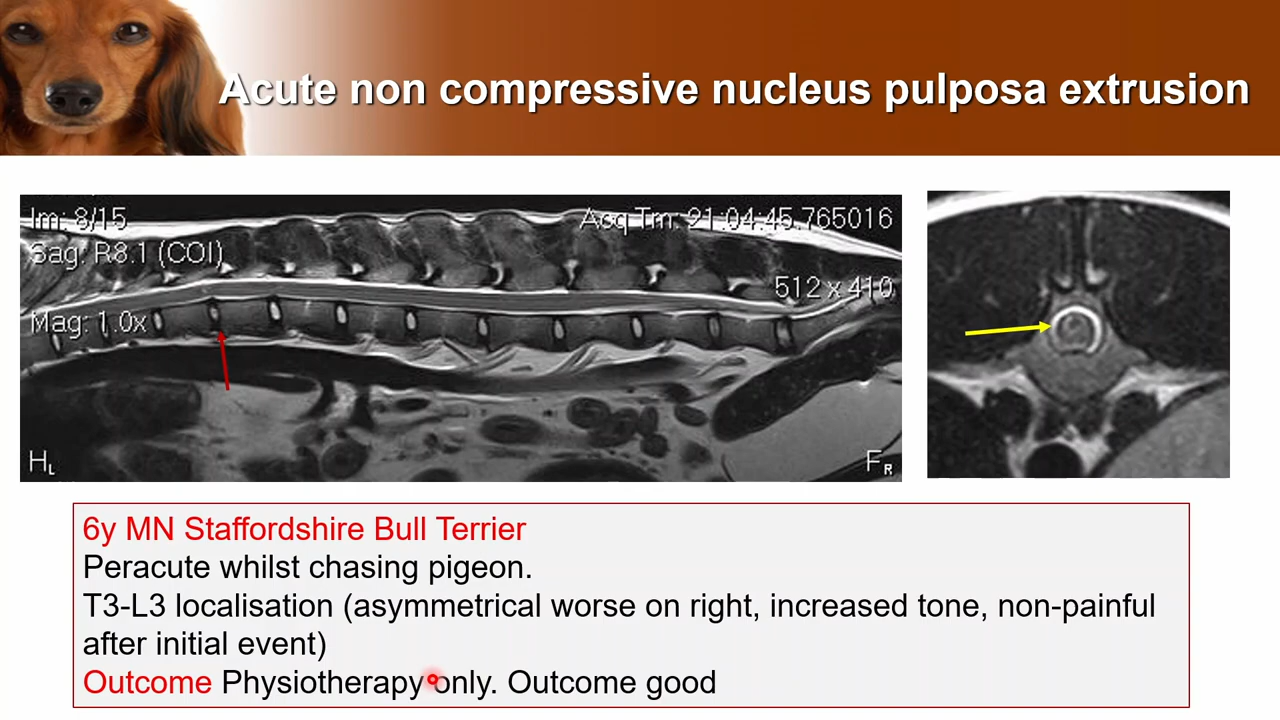 Acute non compressive nucleus pulposa extrusion
Im: 8/15
Acq Tm: 21:04:45.765016
Sag: R8.1 (COI)
512 x 410
Mag: 1.0x
HL
FR
6y MN Staffordshire Bull Terrier
Peracute whilst chasing pigeon.
T3-L3 localisation (asymmetrical worse on right, increased tone, non-painful
after initial event)
Outcome Physiotherapy only. Outcome good